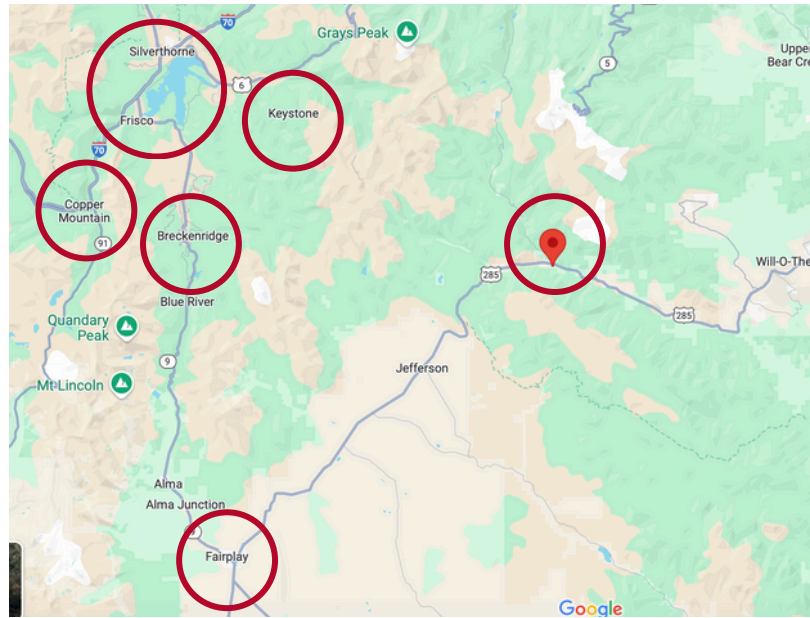 70
Grays Peak
Upper
Bear Cre
Silverthorne
5
6
Keystone
Frisco
70
Copper
Mountain
91
Breckenridge
285
Will-O-The
Blue River
285
Quandary
Peak
9
Jefferson
Mt Lincoln
Alma
Alma Junction
9
Fairplay
Google